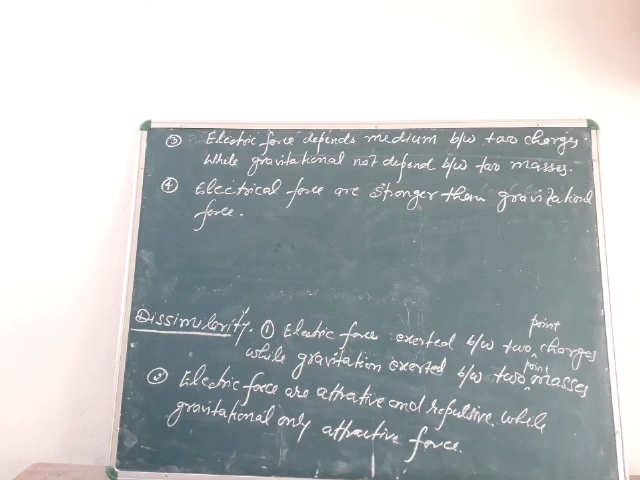 ③ Electric force depends medium b/w two charges
while gravitational not depend b/w two masses.
④ Electrical force are stronger them gravitational
force.
Dissimilarity. ① Electric force exerted b/w two point charges
while gravitation exerted b/w two point masses
② Electric force are attrative and repulsive while
gravitational only attractive force.